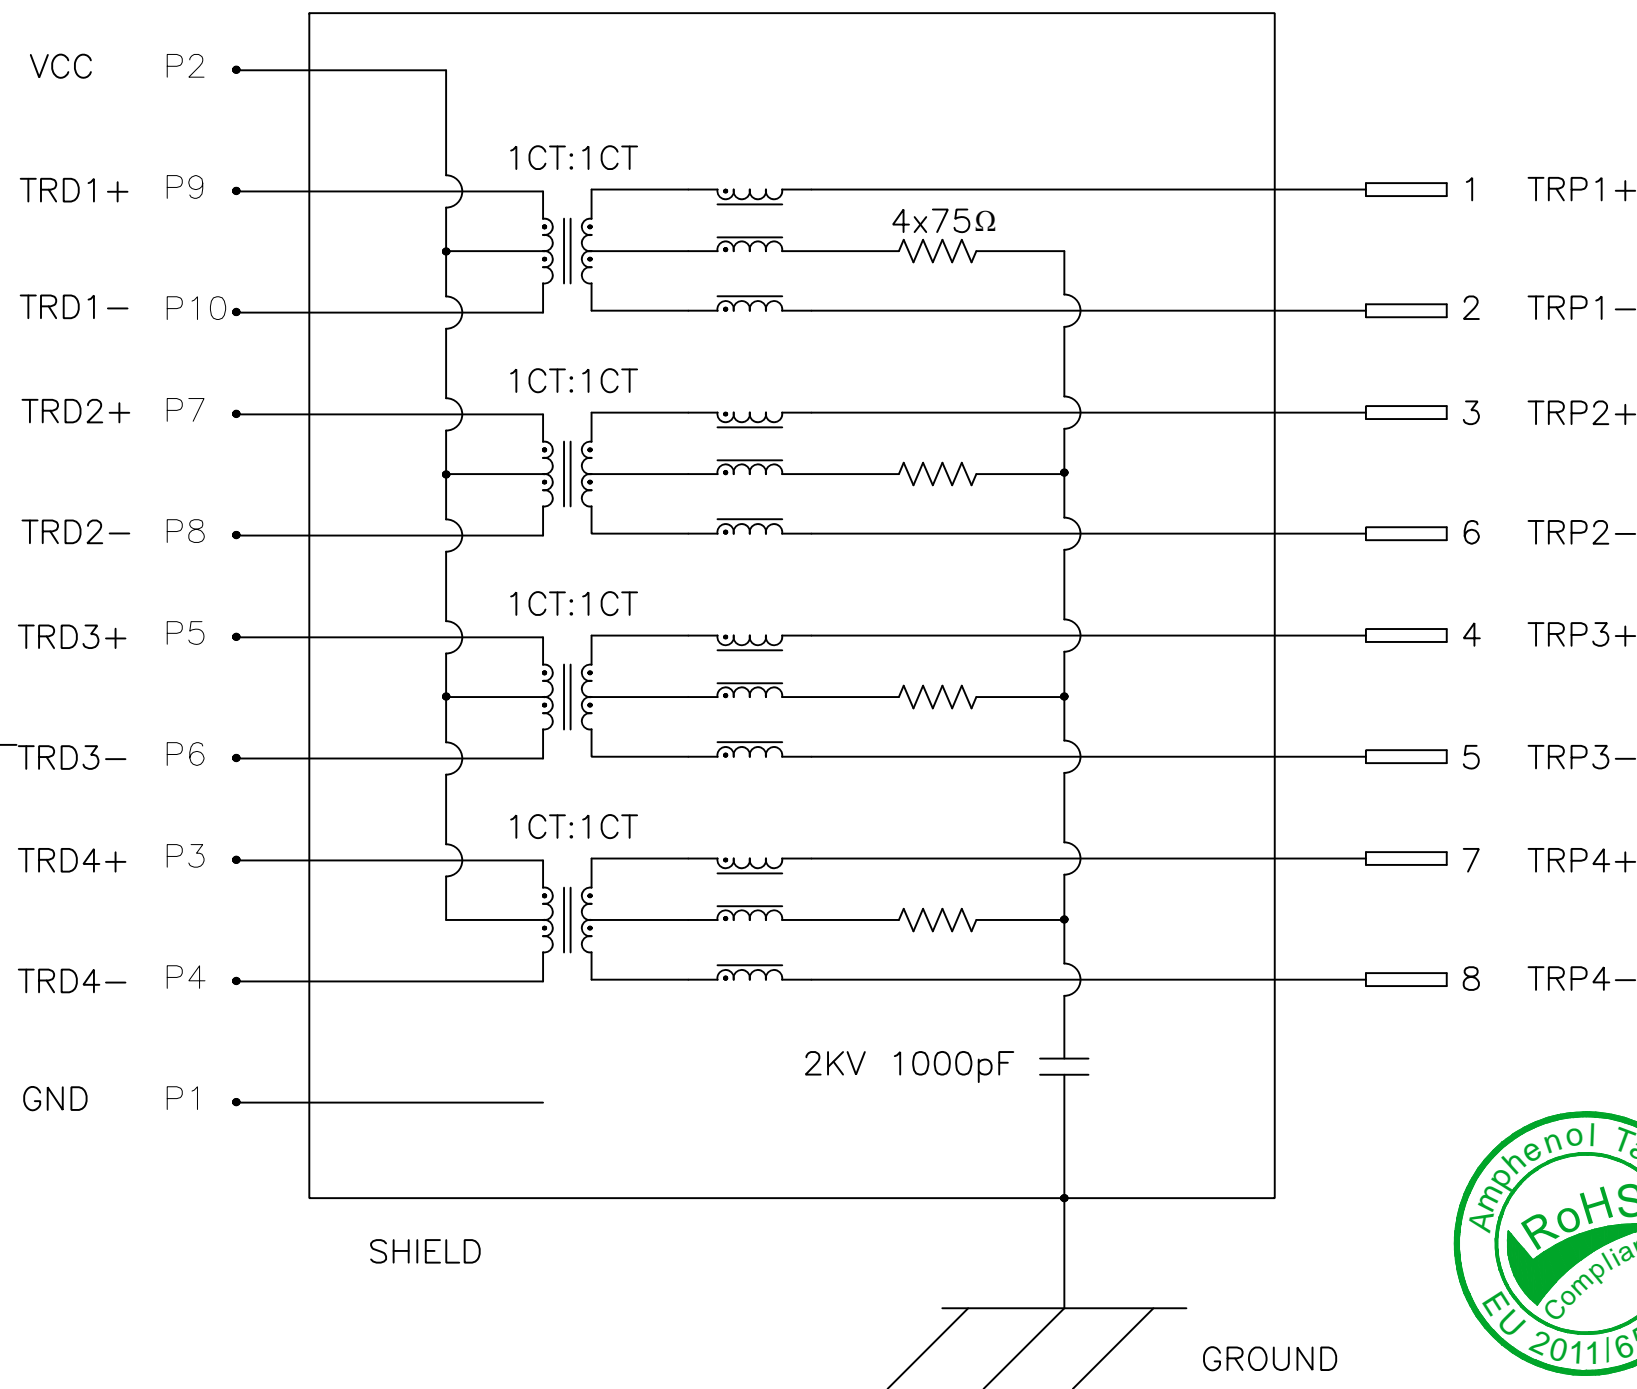 VCC P2
1CT:1CT
TRD1+ P9 1 TRP1+
4x75Ω
TRD1- P10 2 TRP1-
1CT:1CT
TRD2+ P7 3 TRP2+
TRD2- P8 6 TRP2-
1CT:1CT
TRD3+ P5 4 TRP3+
TRD3- P6 5 TRP3-
1CT:1CT
TRD4+ P3 7 TRP4+
TRD4- P4 8 TRP4-
2KV 1000pF
GND P1
SHIELD
GROUND
Amphenol
RoHS
EU 2011/